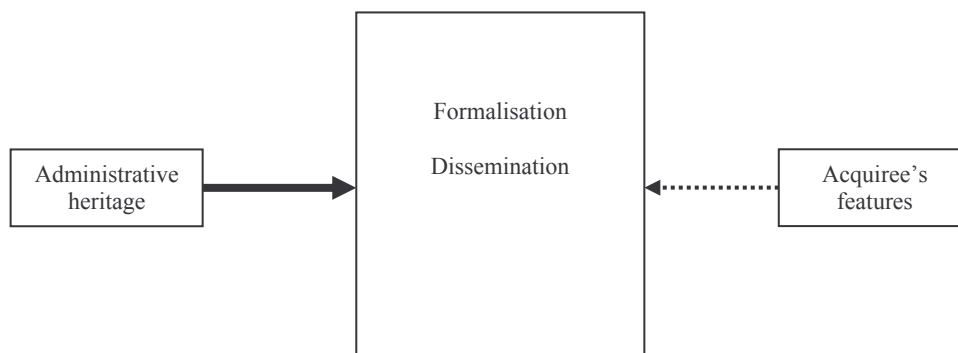 Formalisation
Dissemination
Administrative
heritage
Acquiree’s
features